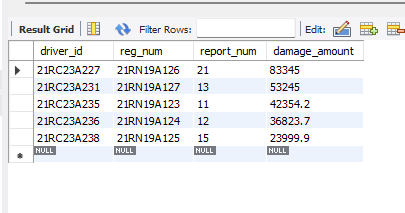 Result Grid Filter Rows: Edit:
driver_id reg_num report_num damage_amount
21RC23A227 21RN19A126 21 83345
21RC23A231 21RN19A127 13 53245
21RC23A235 21RN19A123 11 42354.2
21RC23A236 21RN19A124 12 36823.7
21RC23A238 21RN19A125 15 23999.9
NULL NULL NULL NULL